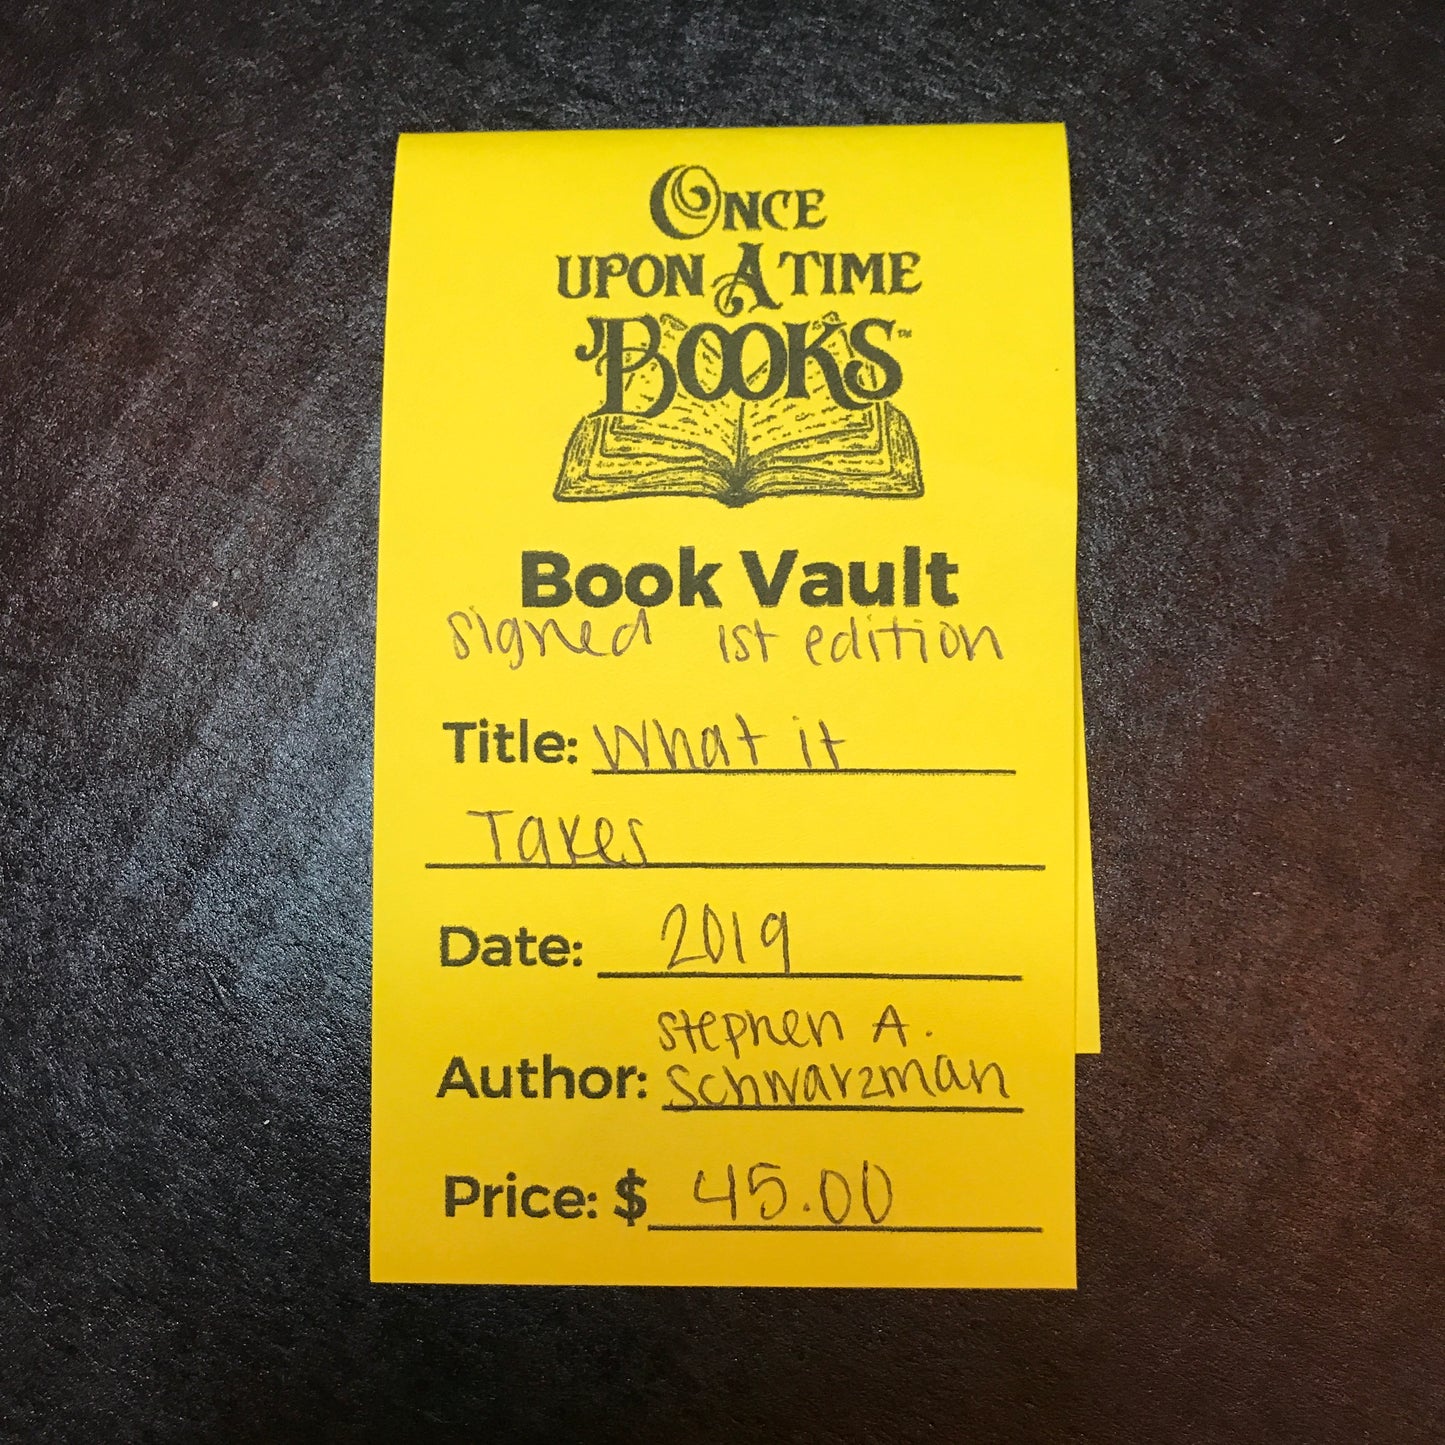 ONCE
UPON A TIME
BOOKS™
Book Vault
signed 1st edition
Title: What it
Takes
Date: 2019
Stephen A.
Author: Schwarzman
Price: $ 45.00